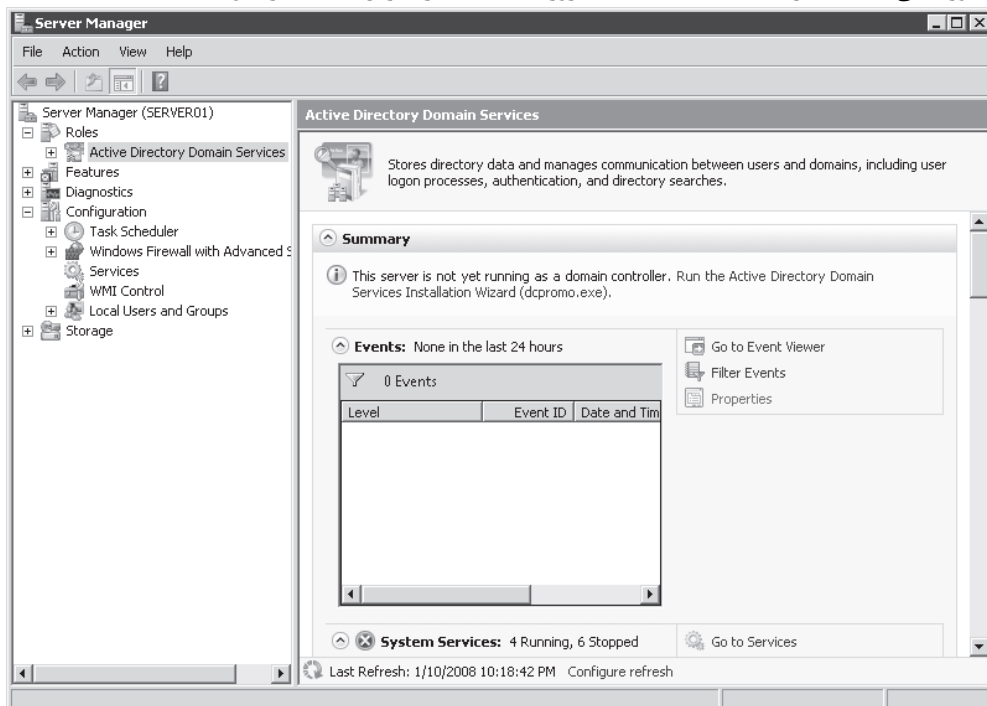 Server Manager
File Action View Help
Server Manager (SERVER01)
Roles
Active Directory Domain Services
Features
Diagnostics
Configuration
Task Scheduler
Windows Firewall with Advanced
Services
WMI Control
Local Users and Groups
Storage
Active Directory Domain Services
Stores directory data and manages communication between users and domains, including user
logon processes, authentication, and directory searches.
Summary
This server is not yet running as a domain controller. Run the Active Directory Domain
Services Installation Wizard (dcpromo.exe).
Events: None in the last 24 hours
Go to Event Viewer
Filter Events
Properties
0 Events
Level Event ID Date and Tim
System Services: 4 Running, 6 Stopped
Go to Services
Last Refresh: 1/10/2008 10:18:42 PM Configure refresh